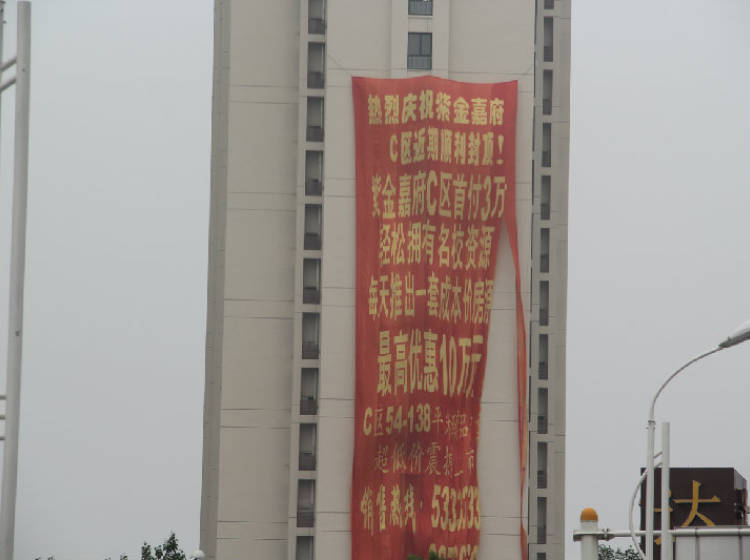 热烈庆祝紫金嘉府
C区近期顺利封顶!
紫金嘉府C区首付3万
轻松拥有名校资源
每天推出一套成本价房源
最高优惠10万元
C区54-138平
超低价震撼上市
销售热线:533
大